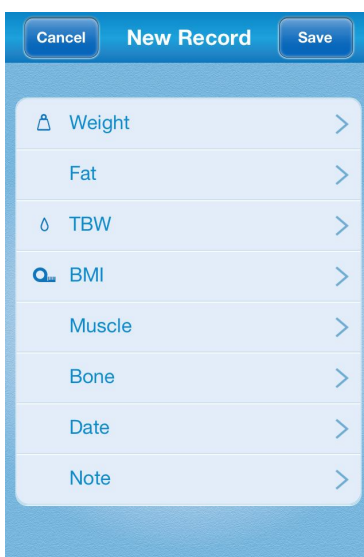 Cancel New Record Save
Weight
Fat
TBW
BMI
Muscle
Bone
Date
Note